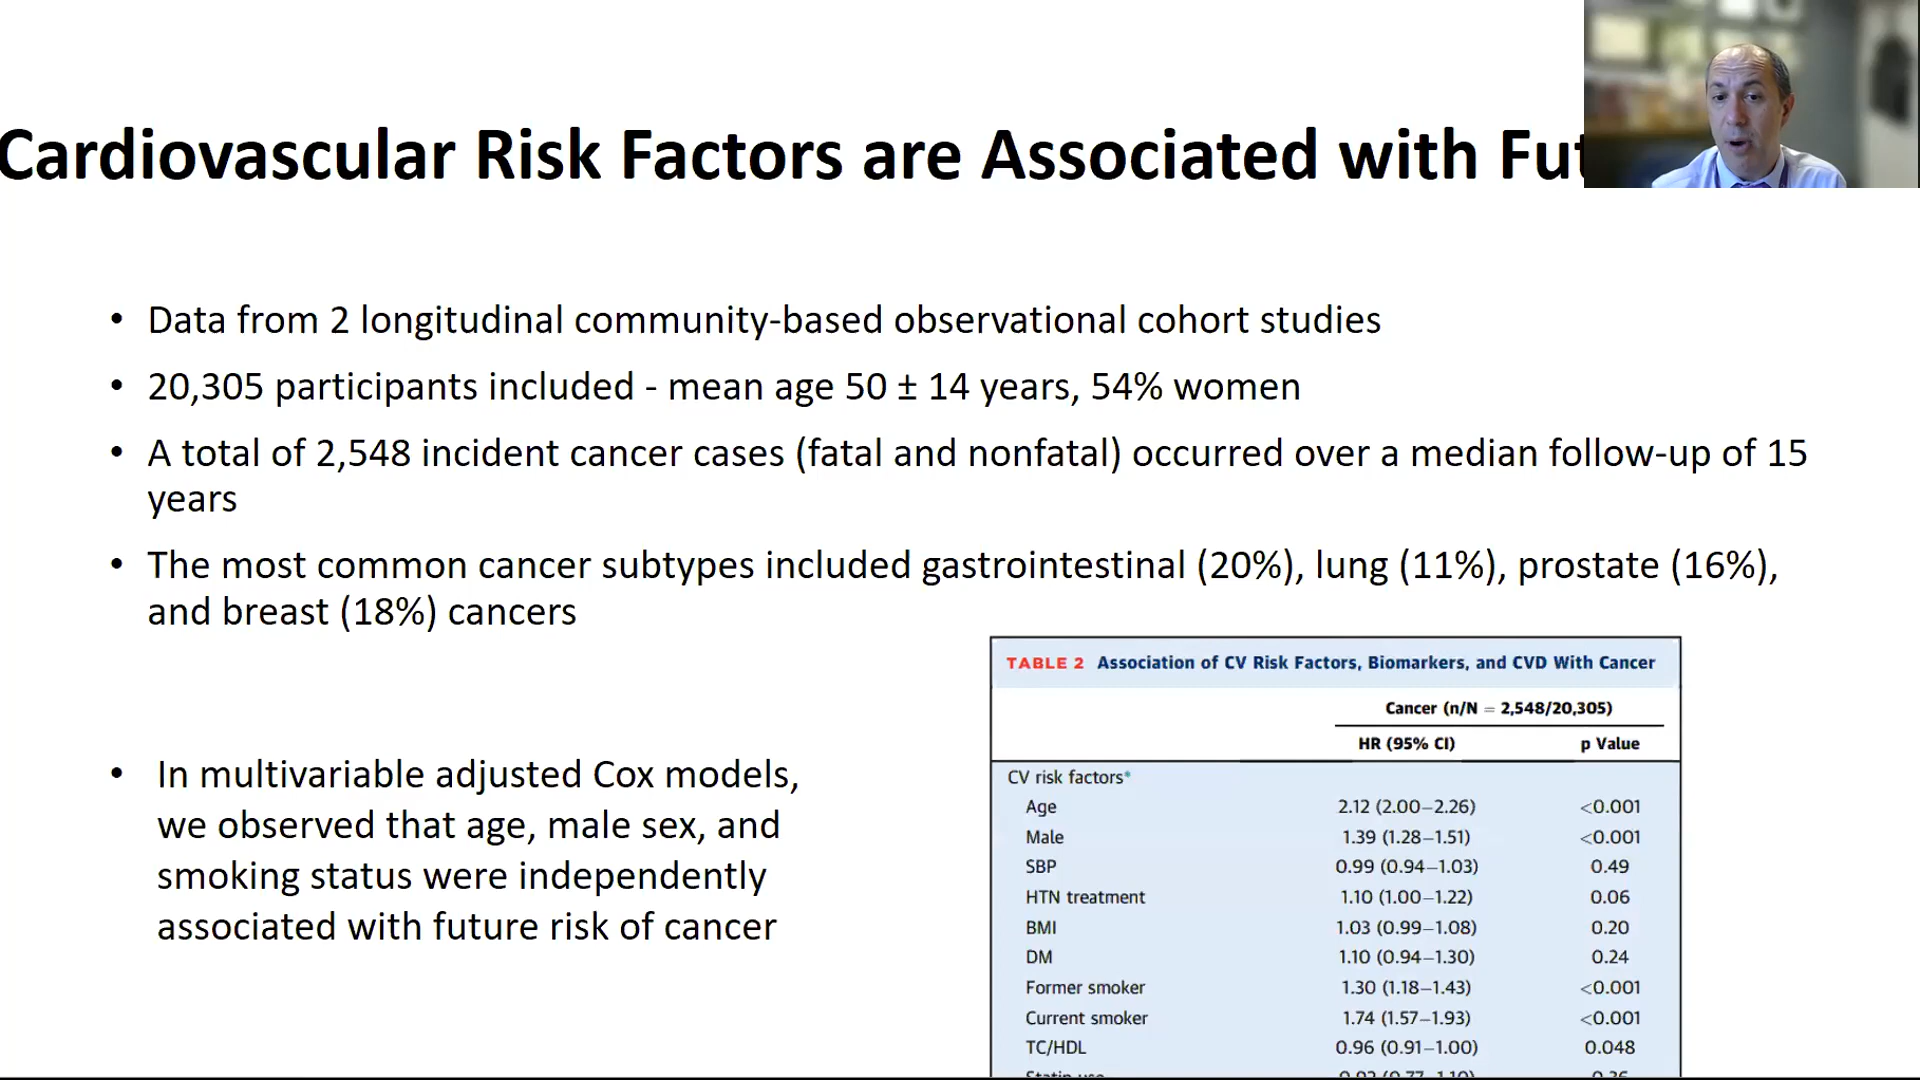 Cardiovascular Risk Factors are Associated with Fut
• Data from 2 longitudinal community-based observational cohort studies
• 20,305 participants included - mean age 50 ± 14 years, 54% women
• A total of 2,548 incident cancer cases (fatal and nonfatal) occurred over a median follow-up of 15
years
• The most common cancer subtypes included gastrointestinal (20%), lung (11%), prostate (16%),
and breast (18%) cancers
• In multivariable adjusted Cox models,
we observed that age, male sex, and
smoking status were independently
associated with future risk of cancer
TABLE 2 Association of CV Risk Factors, Biomarkers, and CVD With Cancer
Cancer (n/N = 2,548/20,305)
HR (95% CI) p Value
CV risk factors*
Age 2.12 (2.00–2.26) <0.001
Male 1.39 (1.28–1.51) <0.001
SBP 0.99 (0.94–1.03) 0.49
HTN treatment 1.10 (1.00–1.22) 0.06
BMI 1.03 (0.99–1.08) 0.20
DM 1.10 (0.94–1.30) 0.24
Former smoker 1.30 (1.18–1.43) <0.001
Current smoker 1.74 (1.57–1.93) <0.001
TC/HDL 0.96 (0.91–1.00) 0.048
Statin use